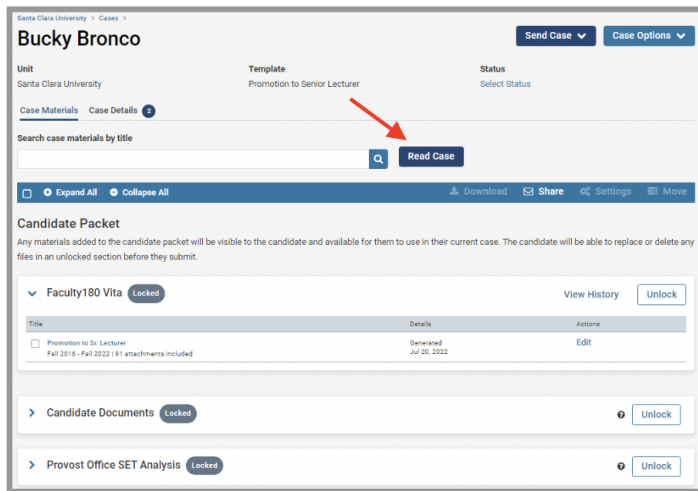 Santa Clara University > Cases >
Bucky Bronco
Send Case
Case Options
Unit
Template
Status
Santa Clara University
Promotion to Senior Lecturer
Select Status
Case Materials
Case Details 2
Search case materials by title
Read Case
Expand All
Collapse All
Download
Share
Settings
Move
Candidate Packet
Any materials added to the candidate packet will be visible to the candidate and available for them to use in their current case. The candidate will be able to replace or delete any
files in an unlocked section before they submit.
Faculty180 Vita Locked
View History
Unlock
Title
Details
Actions
Promotion to Sr. Lecturer
Generated
Edit
Fall 2016 - Fall 2022 | 91 attachments included
Jul 20, 2022
Candidate Documents Locked
Unlock
Provost Office SET Analysis Locked
Unlock